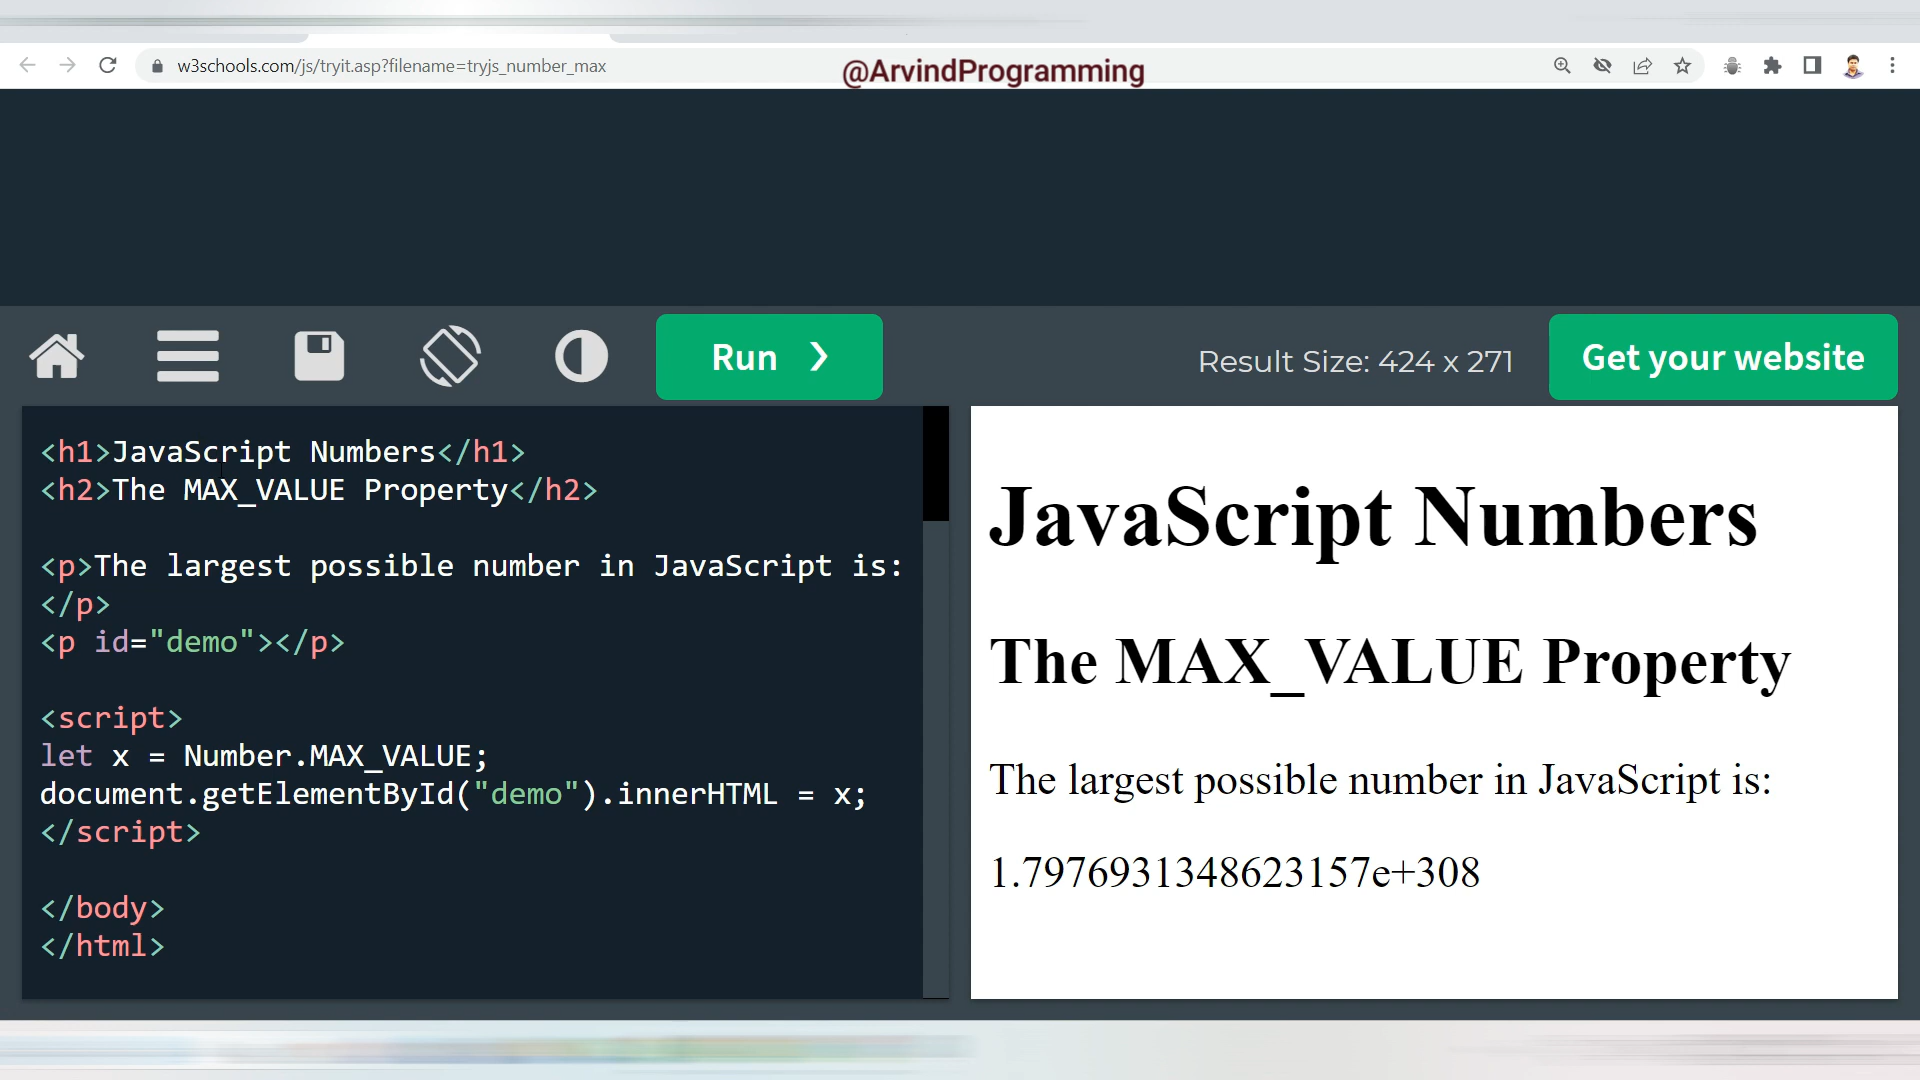 w3schools.com/js/tryit.asp?filename=tryjs_number_max
@ArvindProgramming
Run ❯
Result Size: 424 x 271
Get your website
<h1>JavaScript Numbers</h1>
<h2>The MAX_VALUE Property</h2>
<p>The largest possible number in JavaScript is:
</p>
<p id="demo"></p>
<script>
let x = Number.MAX_VALUE;
document.getElementById("demo").innerHTML = x;
</script>
</body>
</html>
JavaScript Numbers
The MAX_VALUE Property
The largest possible number in JavaScript is:
1.7976931348623157e+308